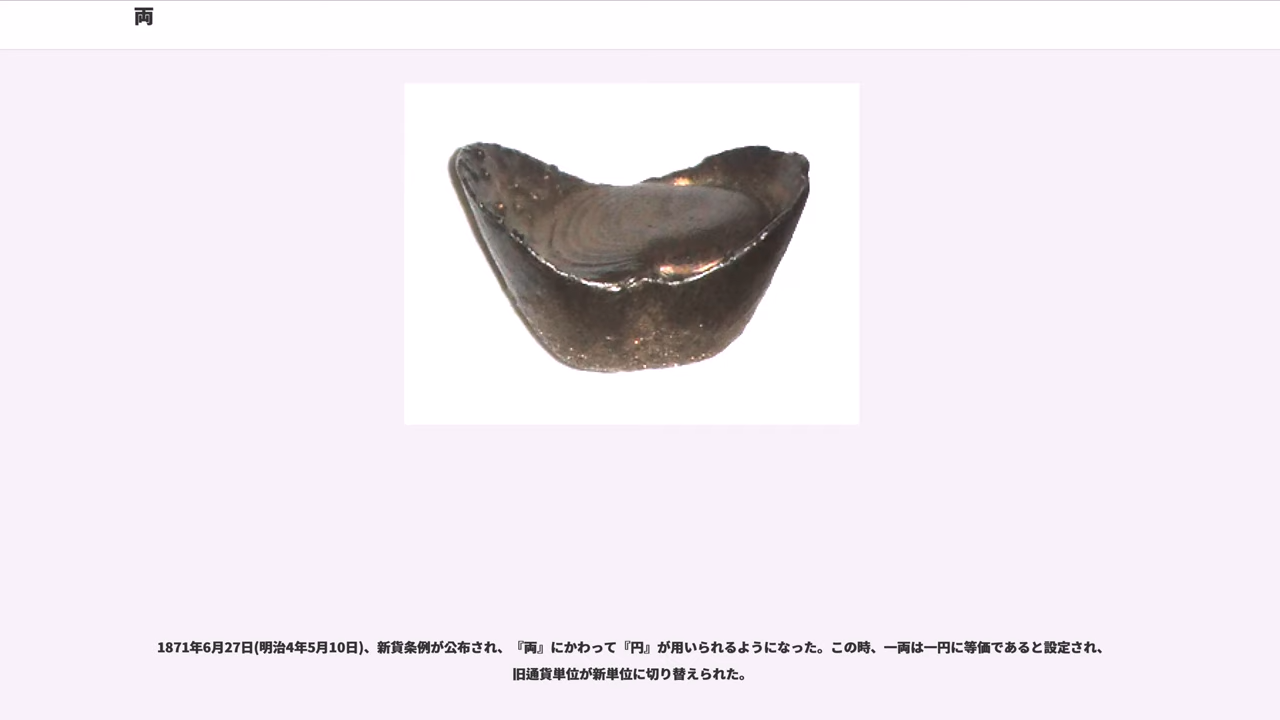 両
1871年6月27日(明治4年5月10日)、新貨条例が公布され、『両』にかわって『円』が用いられるようになった。この時、一両は一円に等価であると設定され、
旧通貨単位が新単位に切り替えられた。